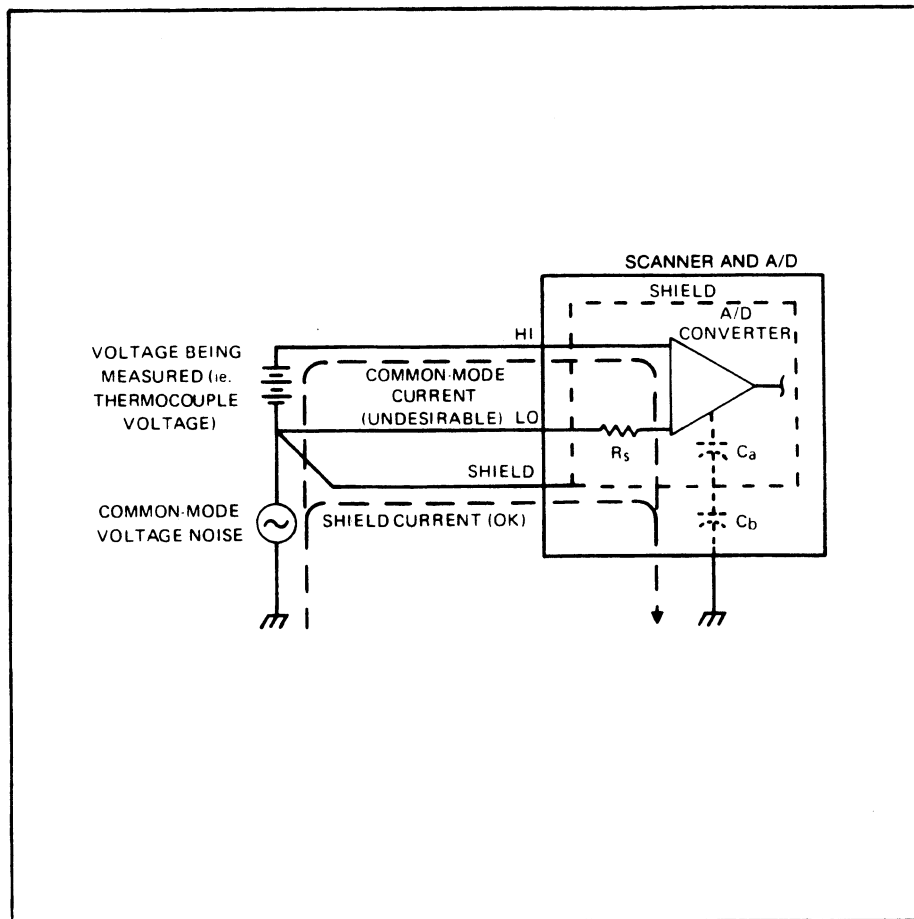 SCANNER AND A/D
SHIELD
A/D
CONVERTER
HI
VOLTAGE BEING
MEASURED (ie.
THERMOCOUPLE
VOLTAGE)
COMMON-MODE
CURRENT
(UNDESIRABLE) LO
Rs
Ca
SHIELD
COMMON-MODE
VOLTAGE NOISE
SHIELD CURRENT (OK)
Cb